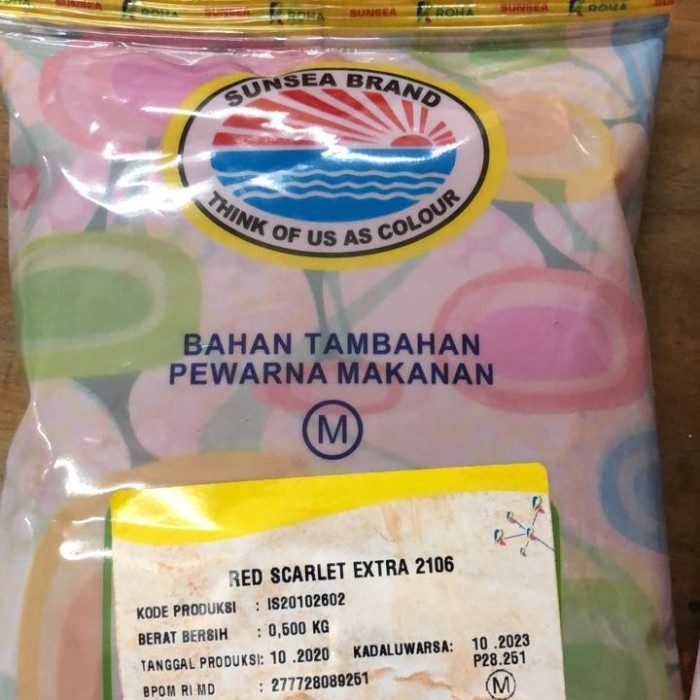 SUNSEA ROHA SUNSEA ROHA SUNSEA ROHA
SUNSEA BRAND
THINK OF US AS COLOUR
BAHAN TAMBAHAN
PEWARNA MAKANAN
M
RED SCARLET EXTRA 2106
KODE PRODUKSI : IS20102602
BERAT BERSIH : 0,500 KG
TANGGAL PRODUKSI: 10 .2020 KADALUWARSA: 10 .2023
P28.251
BPOM RI MD : 277728089251 M